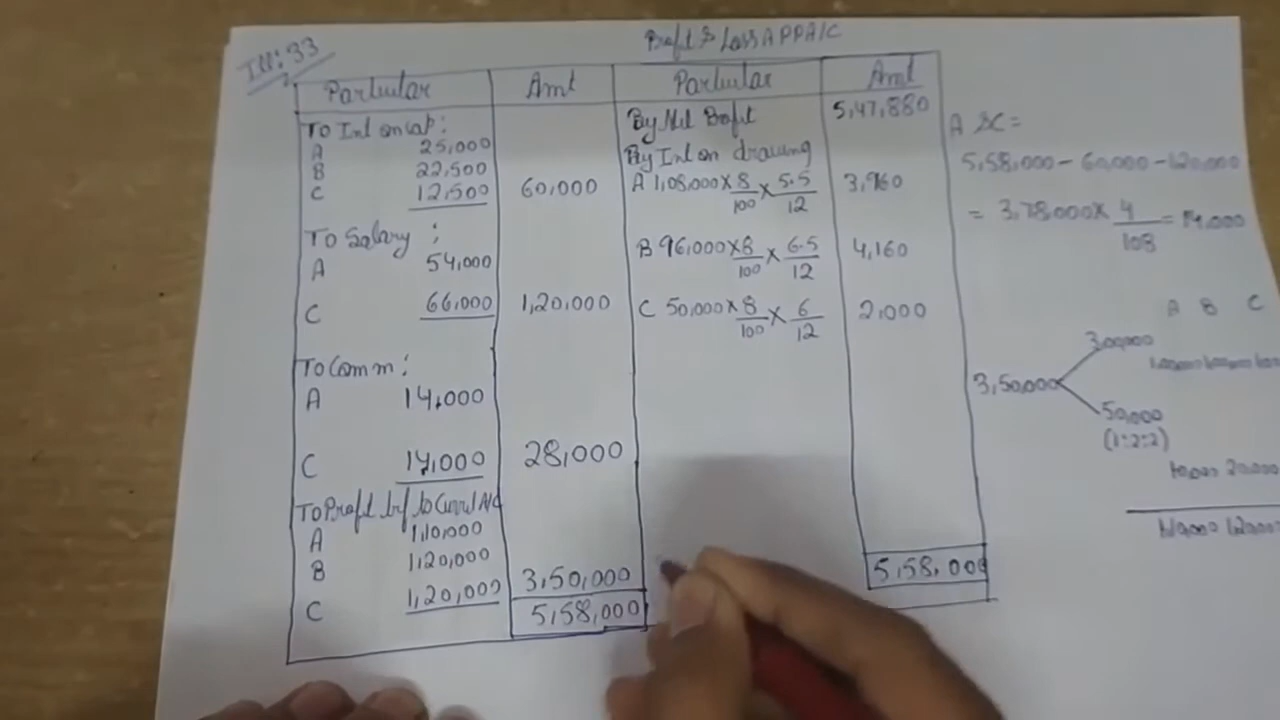 Ill:33
Profit & Loss APP A/C
Particular Amt Particular Amt
To Int on Cap:
A 25,000
B 22,500
C 12,500 60,000
To Salary :
A 54,000
C 66,000 1,20,000
To Comm :
A 14,000
C 14,000 28,000
To Profit trf to Curr A/C
A 1,10,000
B 1,20,000
C 1,20,000 3,50,000
5,58,000
By Net Profit 5,47,880
By Int on drawing
A 1,08,000 × 8/100 × 5.5/12 3,960
B 96,000 × 8/100 × 6.5/12 4,160
C 50,000 × 8/100 × 6/12 2,000
5,58,000
A & C =
5,58,000 - 60,000 - 120,000
= 3,78,000 × 4/108 = 14,000
A B C
3,50,000
3,00,000
50,000
(1:2:2)
10,000 20,000